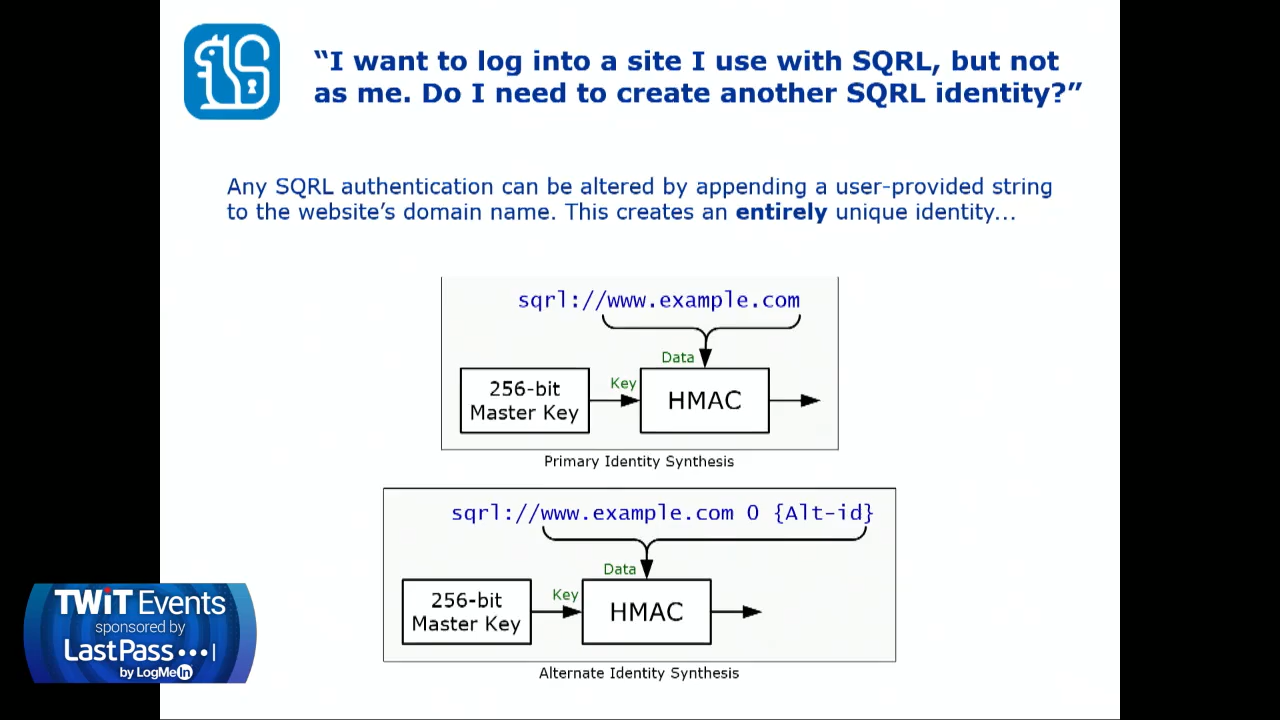 “I want to log into a site I use with SQRL, but not
as me. Do I need to create another SQRL identity?”
Any SQRL authentication can be altered by appending a user-provided string
to the website’s domain name. This creates an entirely unique identity…
sqrl://www.example.com
Data
256-bit
Master Key
Key
HMAC
Primary Identity Synthesis
sqrl://www.example.com 0 {Alt-id}
Data
256-bit
Master Key
Key
HMAC
Alternate Identity Synthesis
TWiT Events
sponsored by
LastPass•••|
by LogMeIn